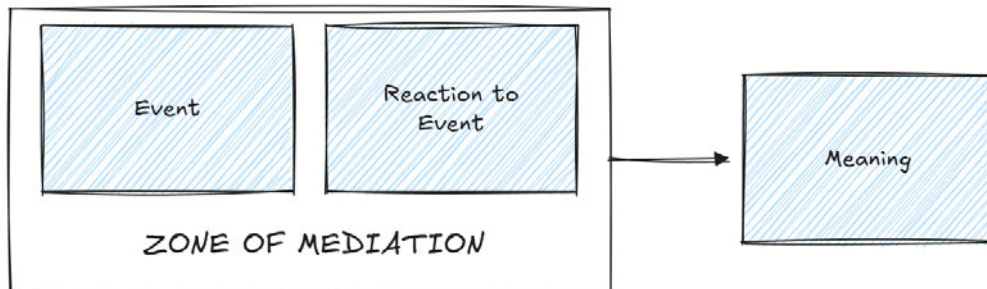 Event
Reaction to
Event
Meaning
ZONE OF MEDIATION